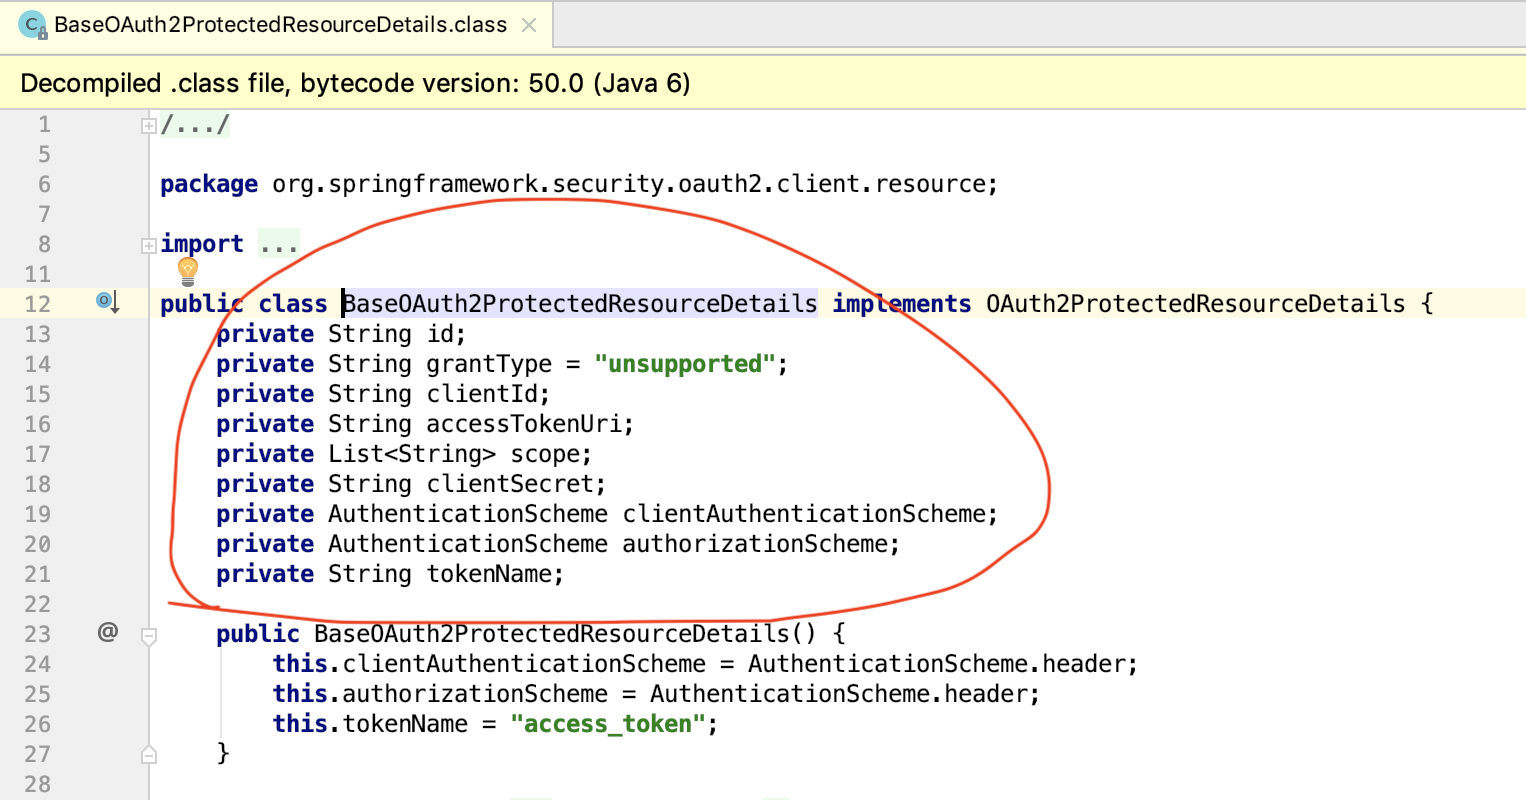 BaseOAuth2ProtectedResourceDetails.class
Decompiled .class file, bytecode version: 50.0 (Java 6)
1 /.../
5
6 package org.springframework.security.oauth2.client.resource;
7
8 import ...
11
12 public class BaseOAuth2ProtectedResourceDetails implements OAuth2ProtectedResourceDetails {
13 private String id;
14 private String grantType = "unsupported";
15 private String clientId;
16 private String accessTokenUri;
17 private List<String> scope;
18 private String clientSecret;
19 private AuthenticationScheme clientAuthenticationScheme;
20 private AuthenticationScheme authorizationScheme;
21 private String tokenName;
22
23 @ public BaseOAuth2ProtectedResourceDetails() {
24 this.clientAuthenticationScheme = AuthenticationScheme.header;
25 this.authorizationScheme = AuthenticationScheme.header;
26 this.tokenName = "access_token";
27 }
28